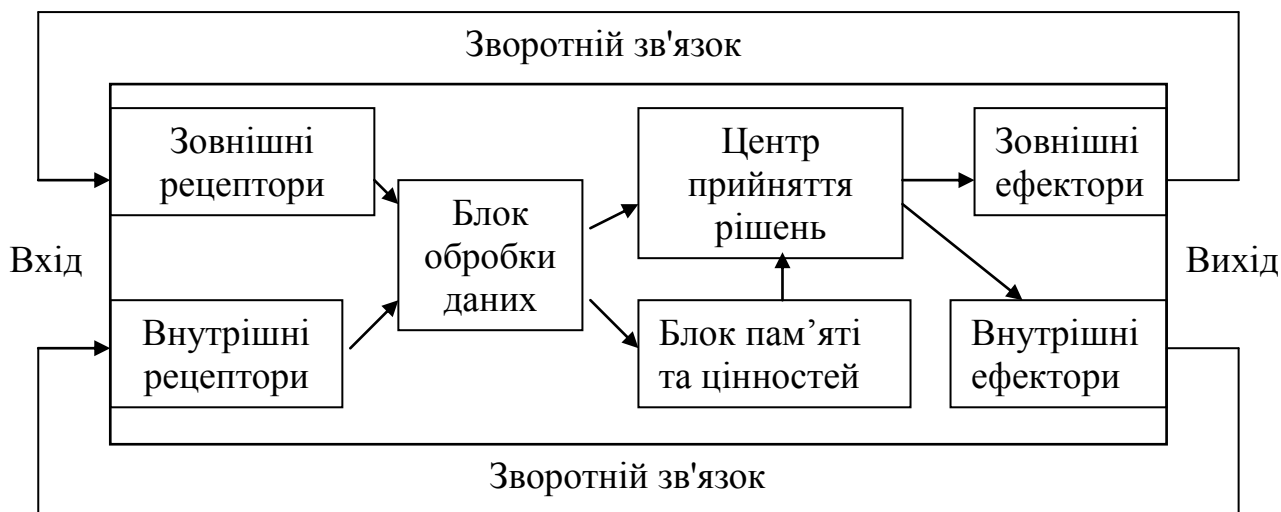 Зворотній зв'язок
Зовнішні
рецептори
Центр
прийняття
рішень
Зовнішні
ефектори
Блок
обробки
даних
Вхід
Вихід
Внутрішні
рецептори
Блок пам’яті
та цінностей
Внутрішні
ефектори
Зворотній зв'язок